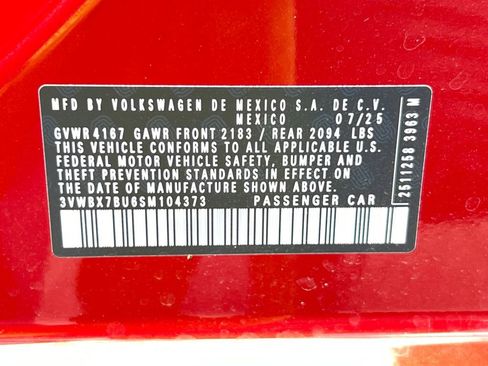 MFD BY VOLKSWAGEN DE MEXICO S.A. DE C.V.
MEXICO 07/25
GVWR 4167 GAWR FRONT 2183 / REAR 2094 LBS
THIS VEHICLE CONFORMS TO ALL APPLICABLE U.S.
FEDERAL MOTOR VEHICLE SAFETY, BUMPER AND
THEFT PREVENTION STANDARDS IN EFFECT ON THE
DATE OF MANUFACTURE SHOWN ABOVE
3VWBX7BU6SM104373 PASSENGER CAR
2511258 3963 M